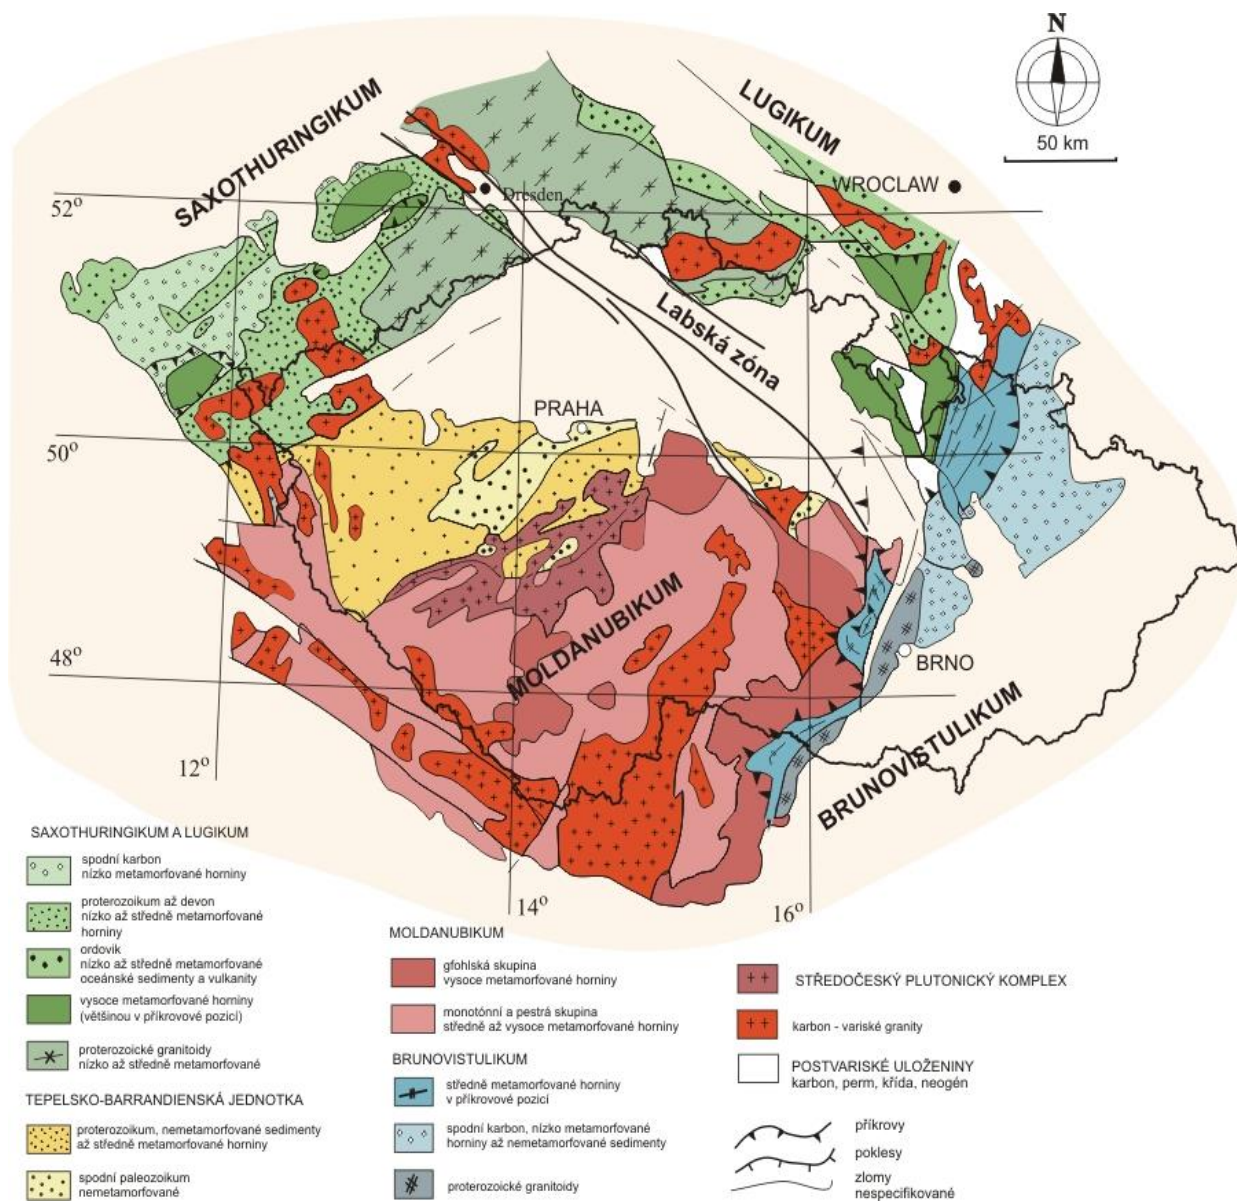 N
50 km
SAXOTHURINGIKUM
LUGIKUM
WROCLAW
Dresden
52°
Labská zóna
PRAHA
50°
MOLDANUBIKUM
48°
BRNO
BRUNOVISTULIKUM
12°
14°
16°
SAXOTHURINGIKUM A LUGIKUM
spodní karbon
nízko metamorfované horniny
proterozoikum až devon
nízko až středně metamorfované
horniny
ordovik
nízko až středně metamorfované
oceánské sedimenty a vulkanity
vysoce metamorfované horniny
(většinou v příkrovové pozicí)
proterozoické granitoidy
nízko až středně metamorfované
TEPELSKO-BARRANDIENSKÁ JEDNOTKA
proterozoikum, nemetamorfované sedimenty
až středně metamorfované horniny
spodní paleozoikum
nemetamorfované
MOLDANUBIKUM
gfohlská skupina
vysoce metamorfované horniny
monotónní a pestrá skupina
středně až vysoce metamorfované horniny
BRUNOVISTULIKUM
středně metamorfované horniny
v příkrovové pozicí
spodní karbon, nízko metamorfované
horniny až nemetamorfované sedimenty
proterozoické granitoidy
STŘEDOČESKÝ PLUTONICKÝ KOMPLEX
karbon - variské granity
POSTVARISKÉ ULOŽENINY
karbon, perm, křída, neogén
příkrovy
poklesy
zlomy
nespecifikované